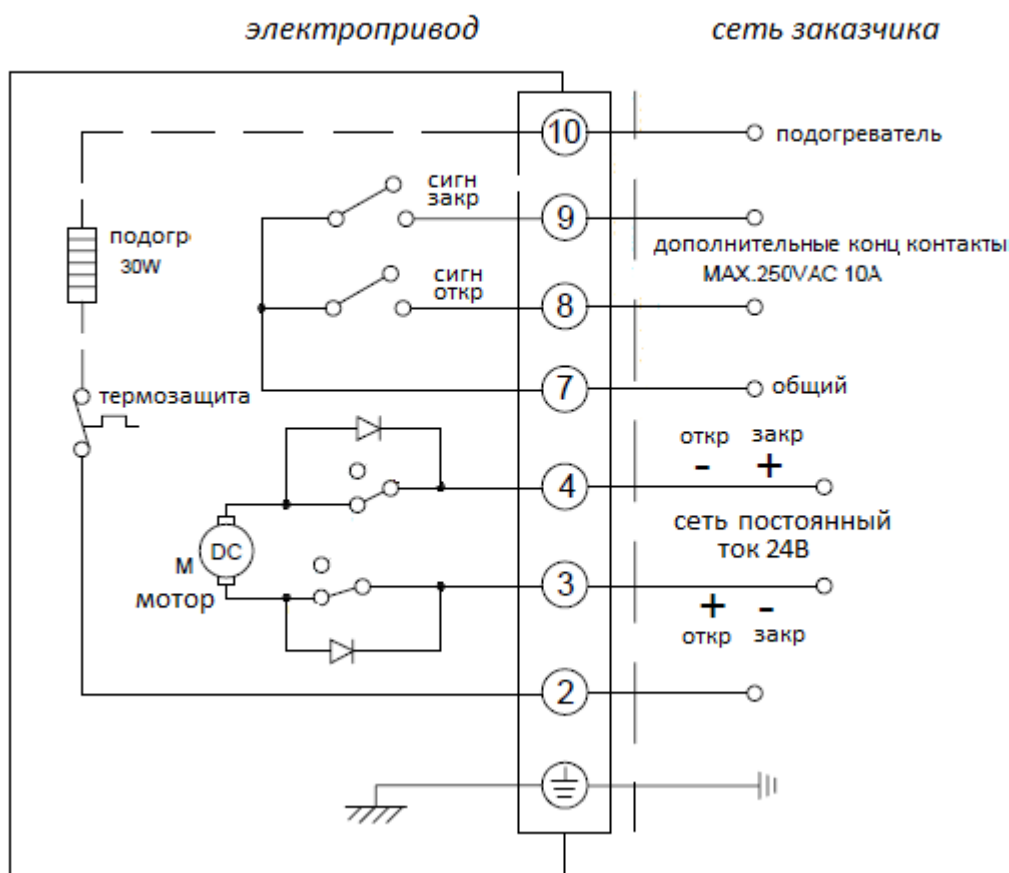 электропривод
сеть заказчика
10
подогреватель
сигн
закр
9
подогр
30W
дополнительные конц контакты
MAX.250VAC 10A
сигн
откр
8
7
общий
термозащита
откр закр
- +
4
сеть постоянный
ток 24В
DC
М
мотор
3
+ -
откр закр
2